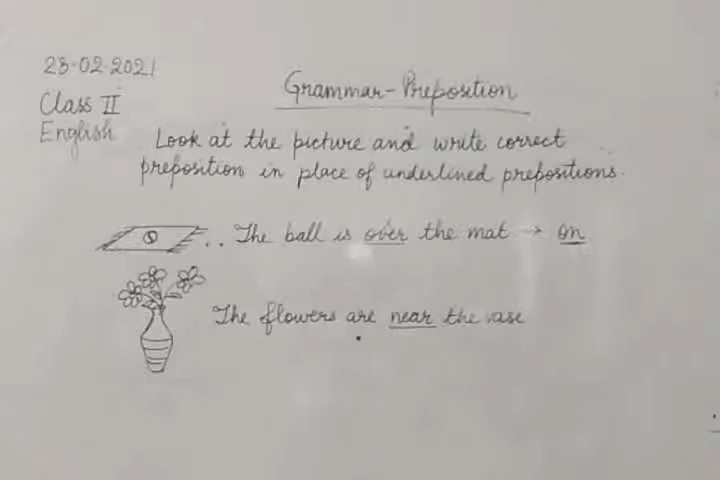 23-02-2021
Grammar-Preposition
Class II
English
Look at the picture and write correct
preposition in place of underlined prepositions.
.. The ball is over the mat → on
The flowers are near the vase